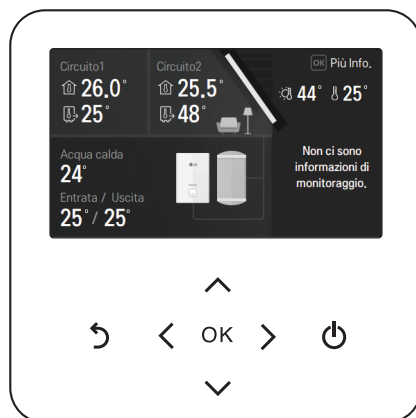 Circuito1
26.0°
25°
Circuito2
25.5°
48°
OK Più Info.
44° 25°
Acqua calda
24°
Entrata / Uscita
25° / 25°
Non ci sono
informazioni di
monitoraggio.
OK